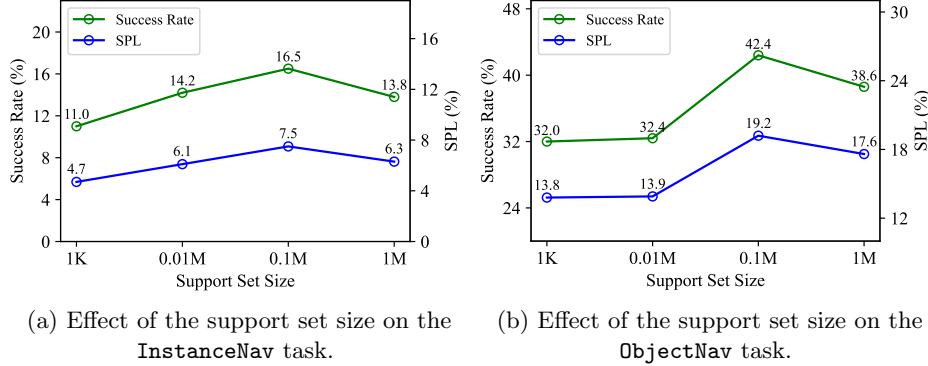 Success Rate
SPL
Success Rate (%)
20
16
12
8
4
0
11.0
14.2
16.5
13.8
4.7
6.1
7.5
6.3
16
12
8
4
0
SPL (%)
1K
0.01M
0.1M
1M
Support Set Size
(a) Effect of the support set size on the
InstanceNav task.
Success Rate
SPL
Success Rate (%)
48
40
32
24
32.0
32.4
42.4
38.6
13.8
13.9
19.2
17.6
30
24
18
12
SPL (%)
1K
0.01M
0.1M
1M
Support Set Size
(b) Effect of the support set size on the
ObjectNav task.